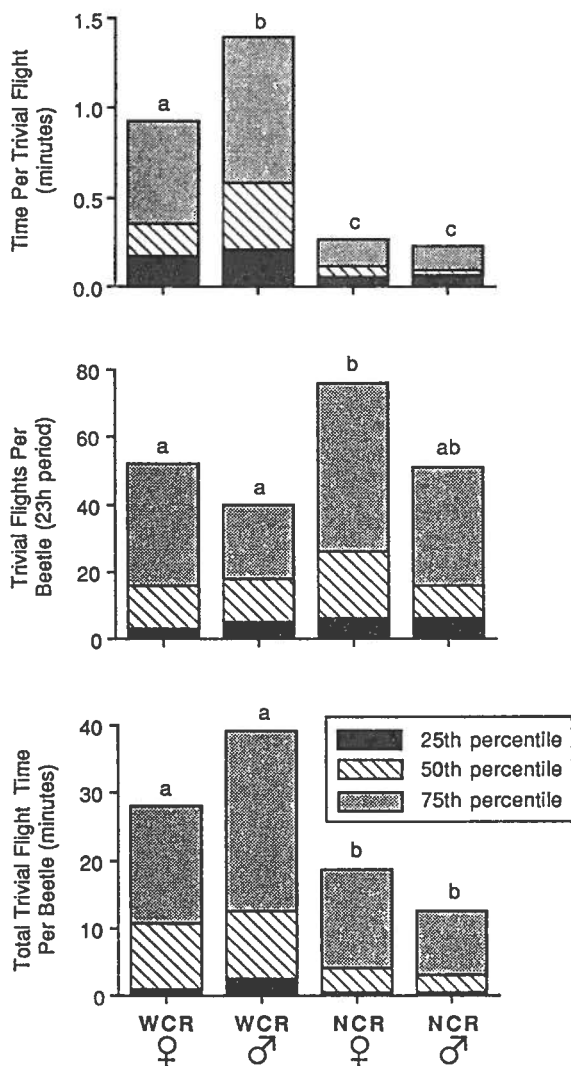 Time Per Trivial Flight
(minutes)
1.5
1.0
0.5
0.0
a
b
c
c
Trivial Flights Per
Beetle (23h period)
80
60
40
20
0
a
a
b
ab
Total Trivial Flight Time
Per Beetle (minutes)
40
30
20
10
0
a
a
b
b
25th percentile
50th percentile
75th percentile
WCR WCR NCR NCR
♀ ♂ ♀ ♂